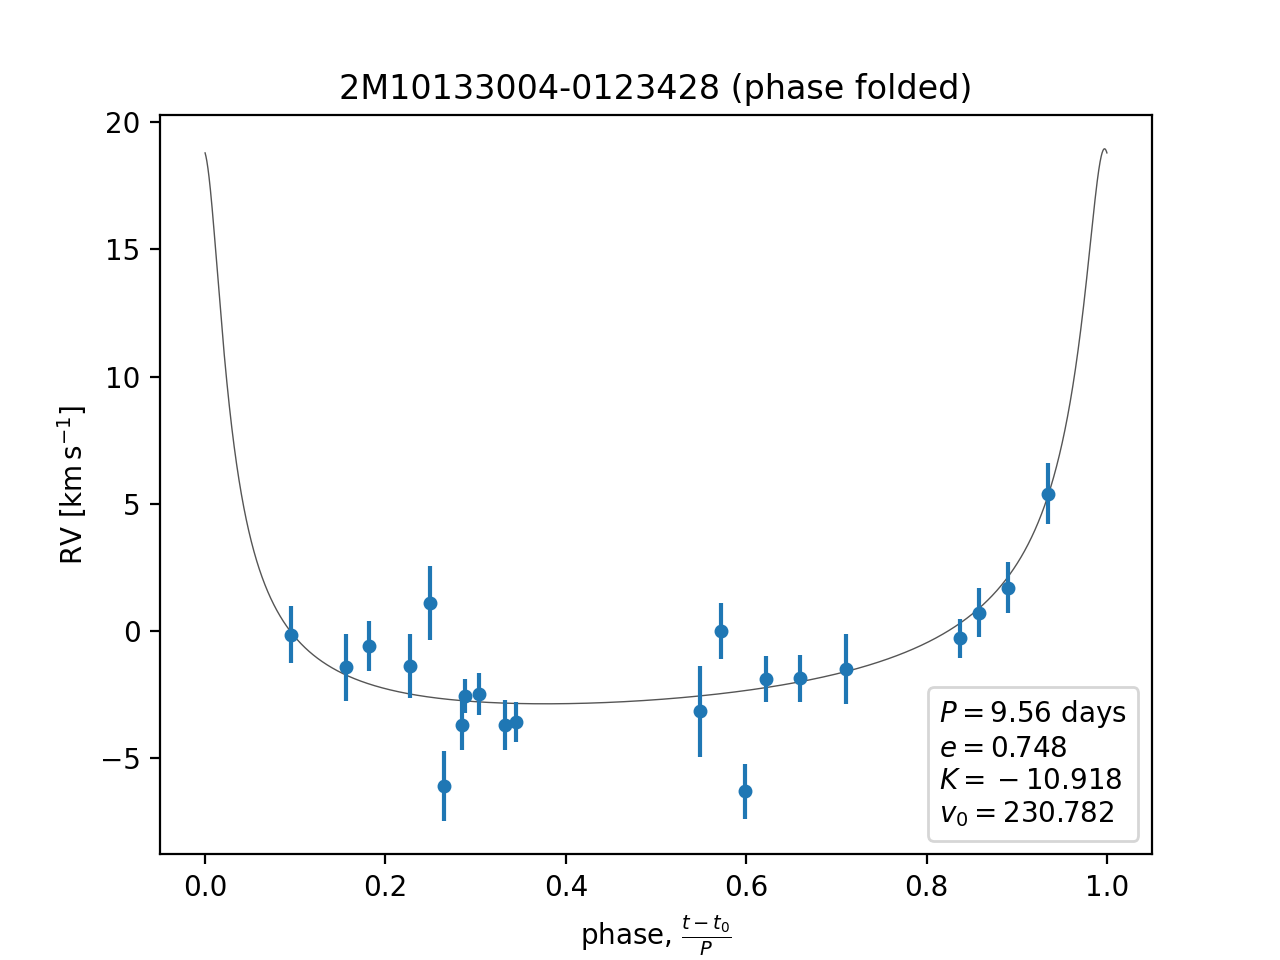 2M10133004-0123428 (phase folded)
20
15
10
5
0
−5
RV [km s⁻¹]
P = 9.56 days
e = 0.748
K = −10.918
v₀ = 230.782
0.0 0.2 0.4 0.6 0.8 1.0
phase, (t − t₀)/P